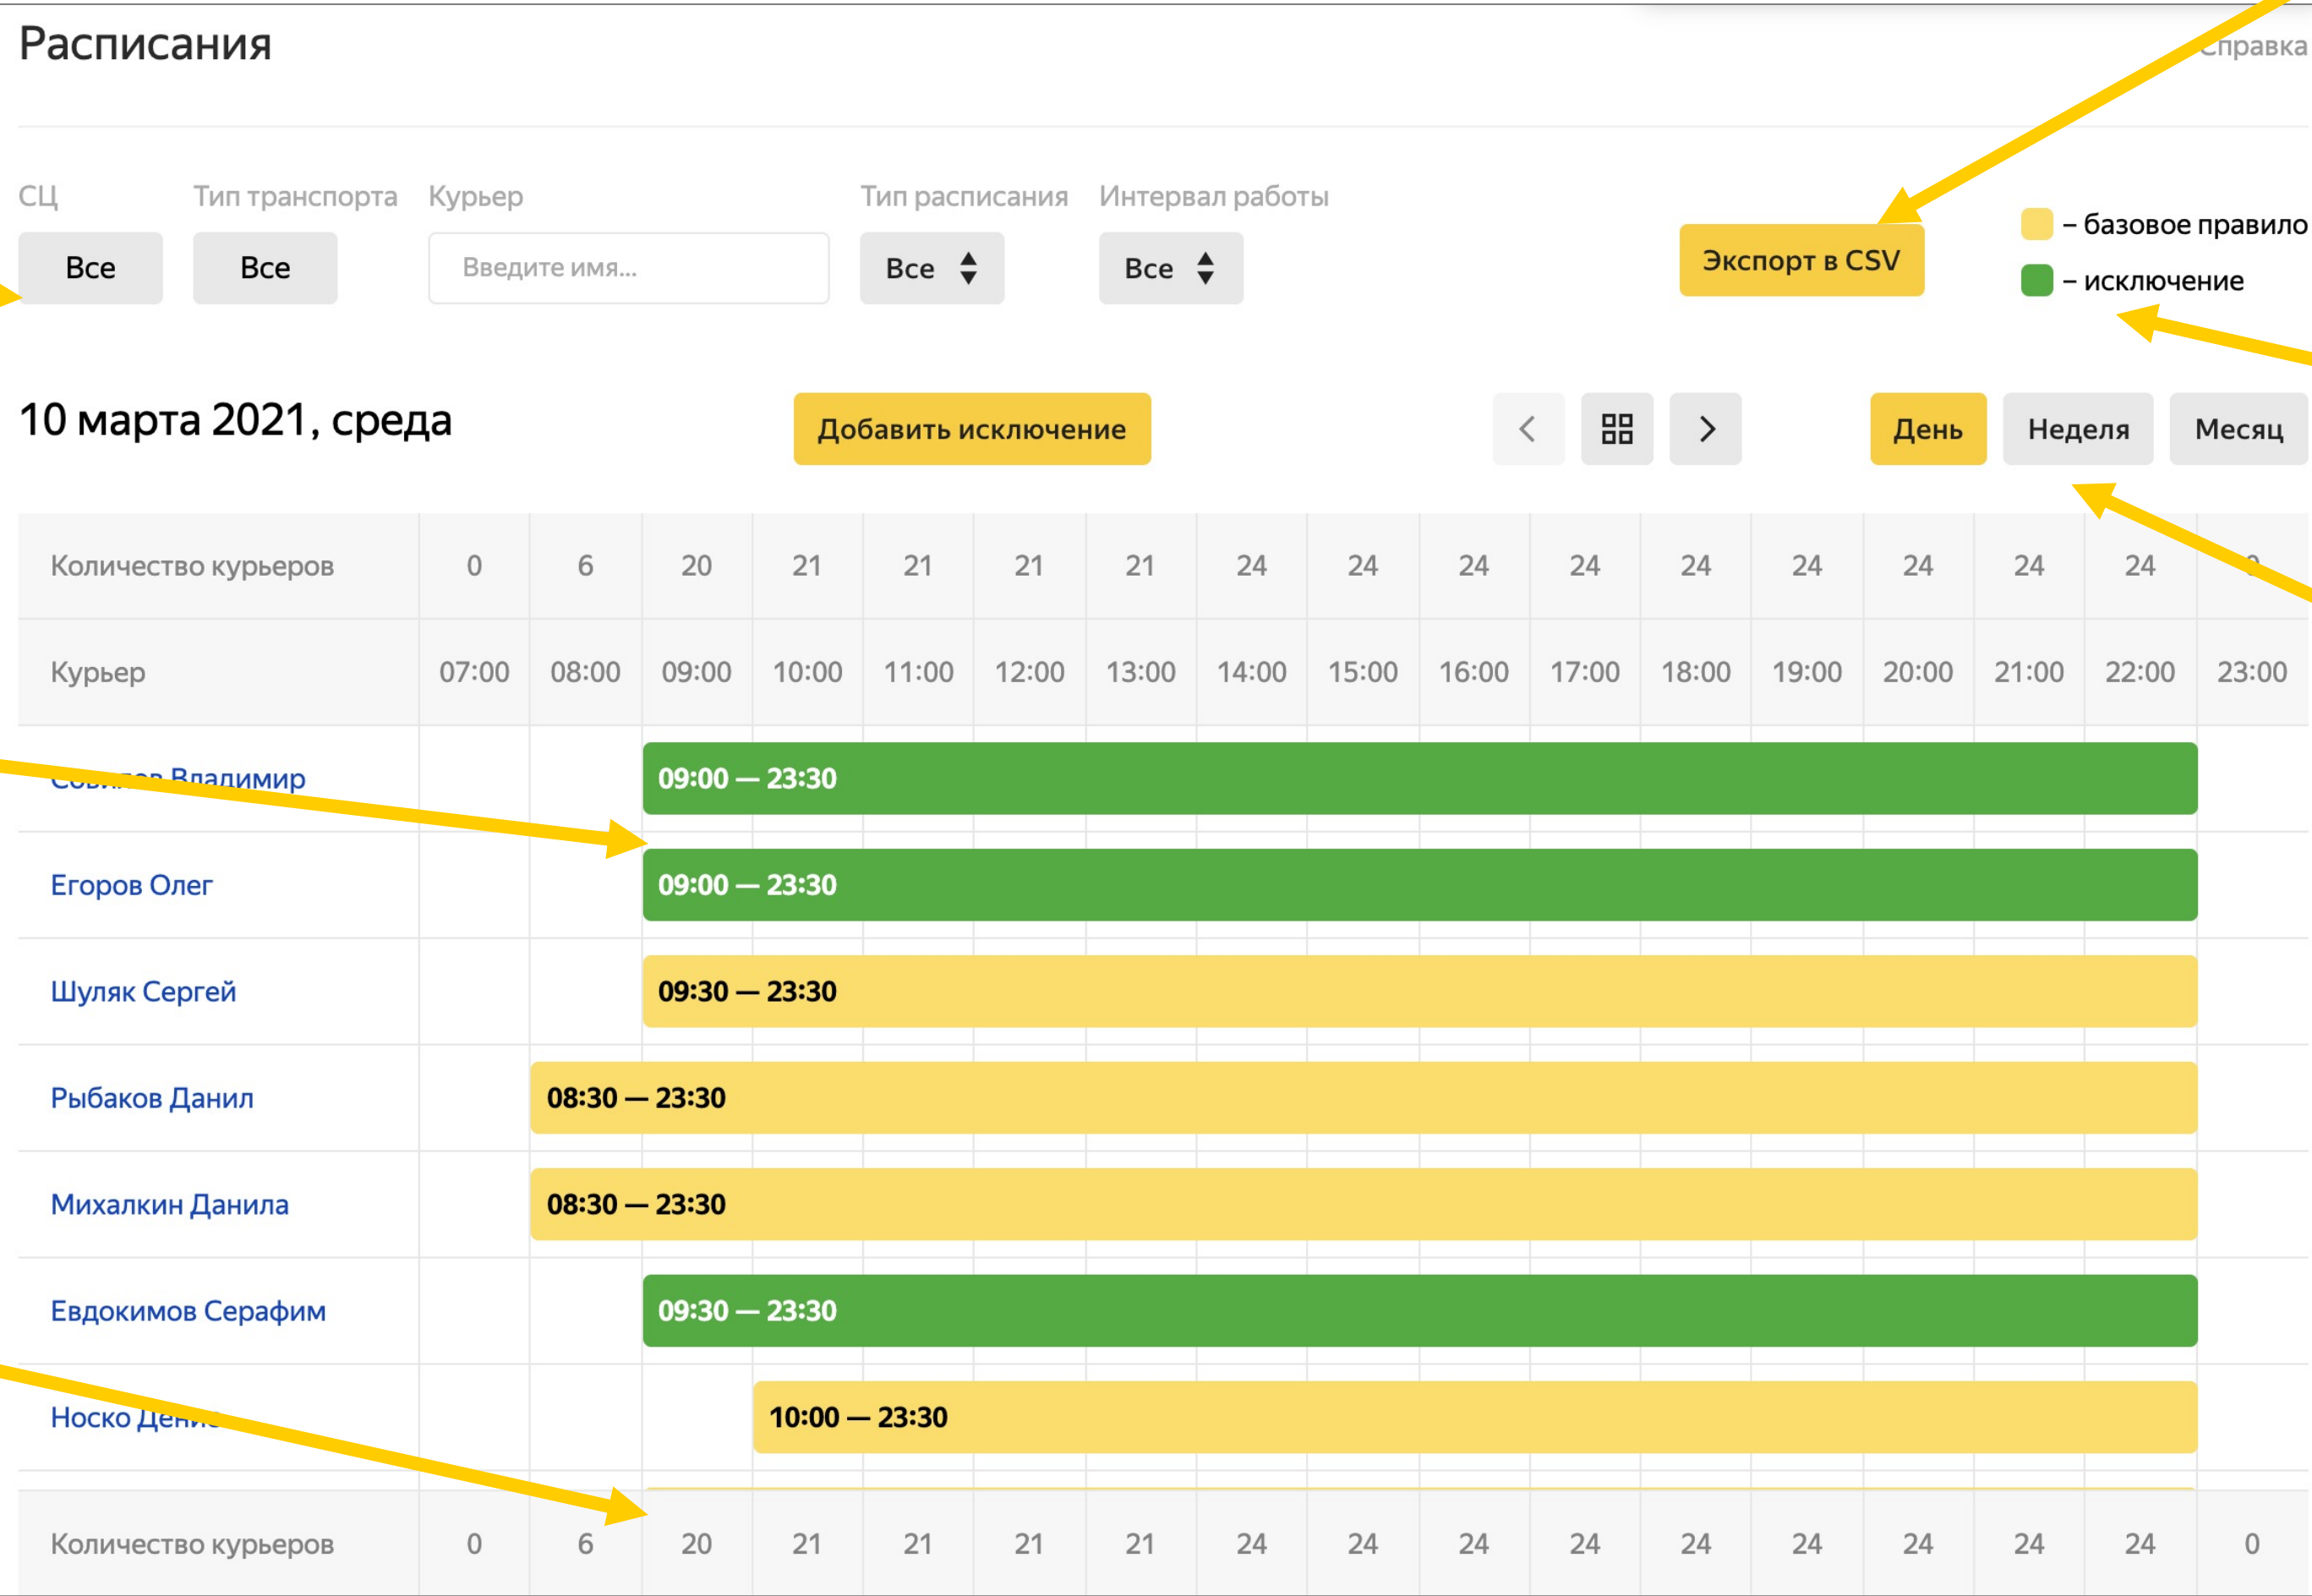 Расписания
Справка
СЦ Тип транспорта Курьер Тип расписания Интервал работы
Все Все Введите имя... Все Все Экспорт в CSV
– базовое правило
– исключение
10 марта 2021, среда Добавить исключение День Неделя Месяц
Количество курьеров 0 6 20 21 21 21 21 24 24 24 24 24 24 24 24 24 0
Курьер 07:00 08:00 09:00 10:00 11:00 12:00 13:00 14:00 15:00 16:00 17:00 18:00 19:00 20:00 21:00 22:00 23:00
Владимир 09:00 — 23:30
Егоров Олег 09:00 — 23:30
Шуляк Сергей 09:30 — 23:30
Рыбаков Данил 08:30 — 23:30
Михалкин Данила 08:30 — 23:30
Евдокимов Серафим 09:30 — 23:30
Носко Денис 10:00 — 23:30
Количество курьеров 0 6 20 21 21 21 21 24 24 24 24 24 24 24 24 24 0